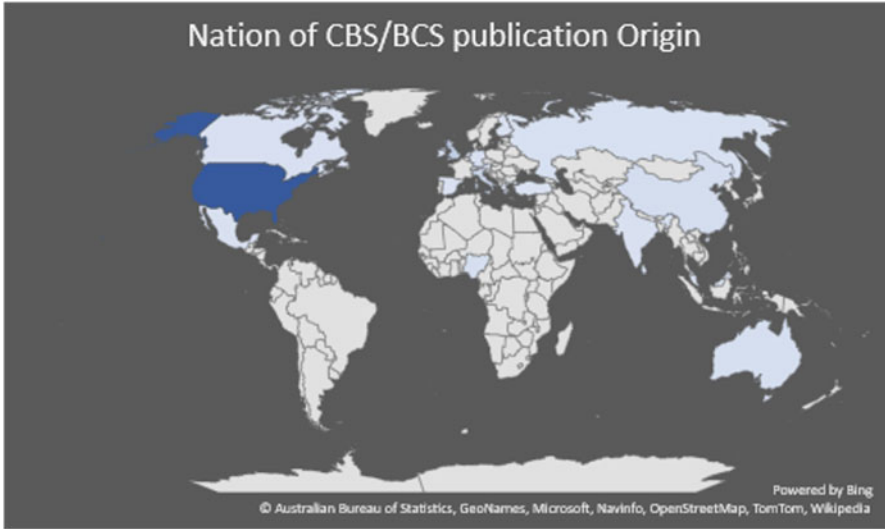 Nation of CBS/BCS publication Origin
Powered by Bing
© Australian Bureau of Statistics, GeoNames, Microsoft, Navinfo, OpenStreetMap, TomTom, Wikipedia